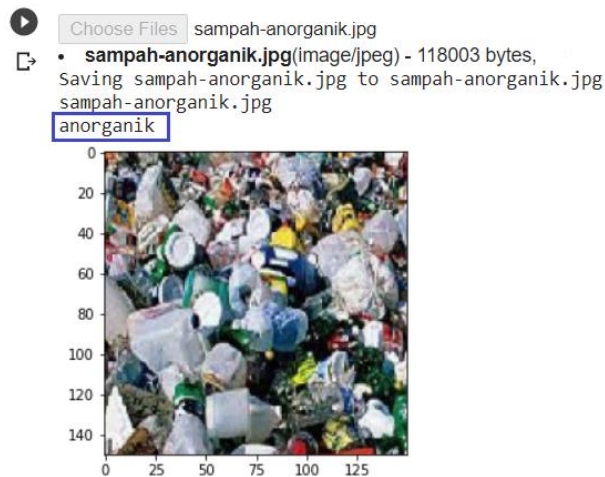 Choose Files sampah-anorganik.jpg
• sampah-anorganik.jpg(image/jpeg) - 118003 bytes,
Saving sampah-anorganik.jpg to sampah-anorganik.jpg
sampah-anorganik.jpg
anorganik
0
20
40
60
80
100
120
140
0 25 50 75 100 125